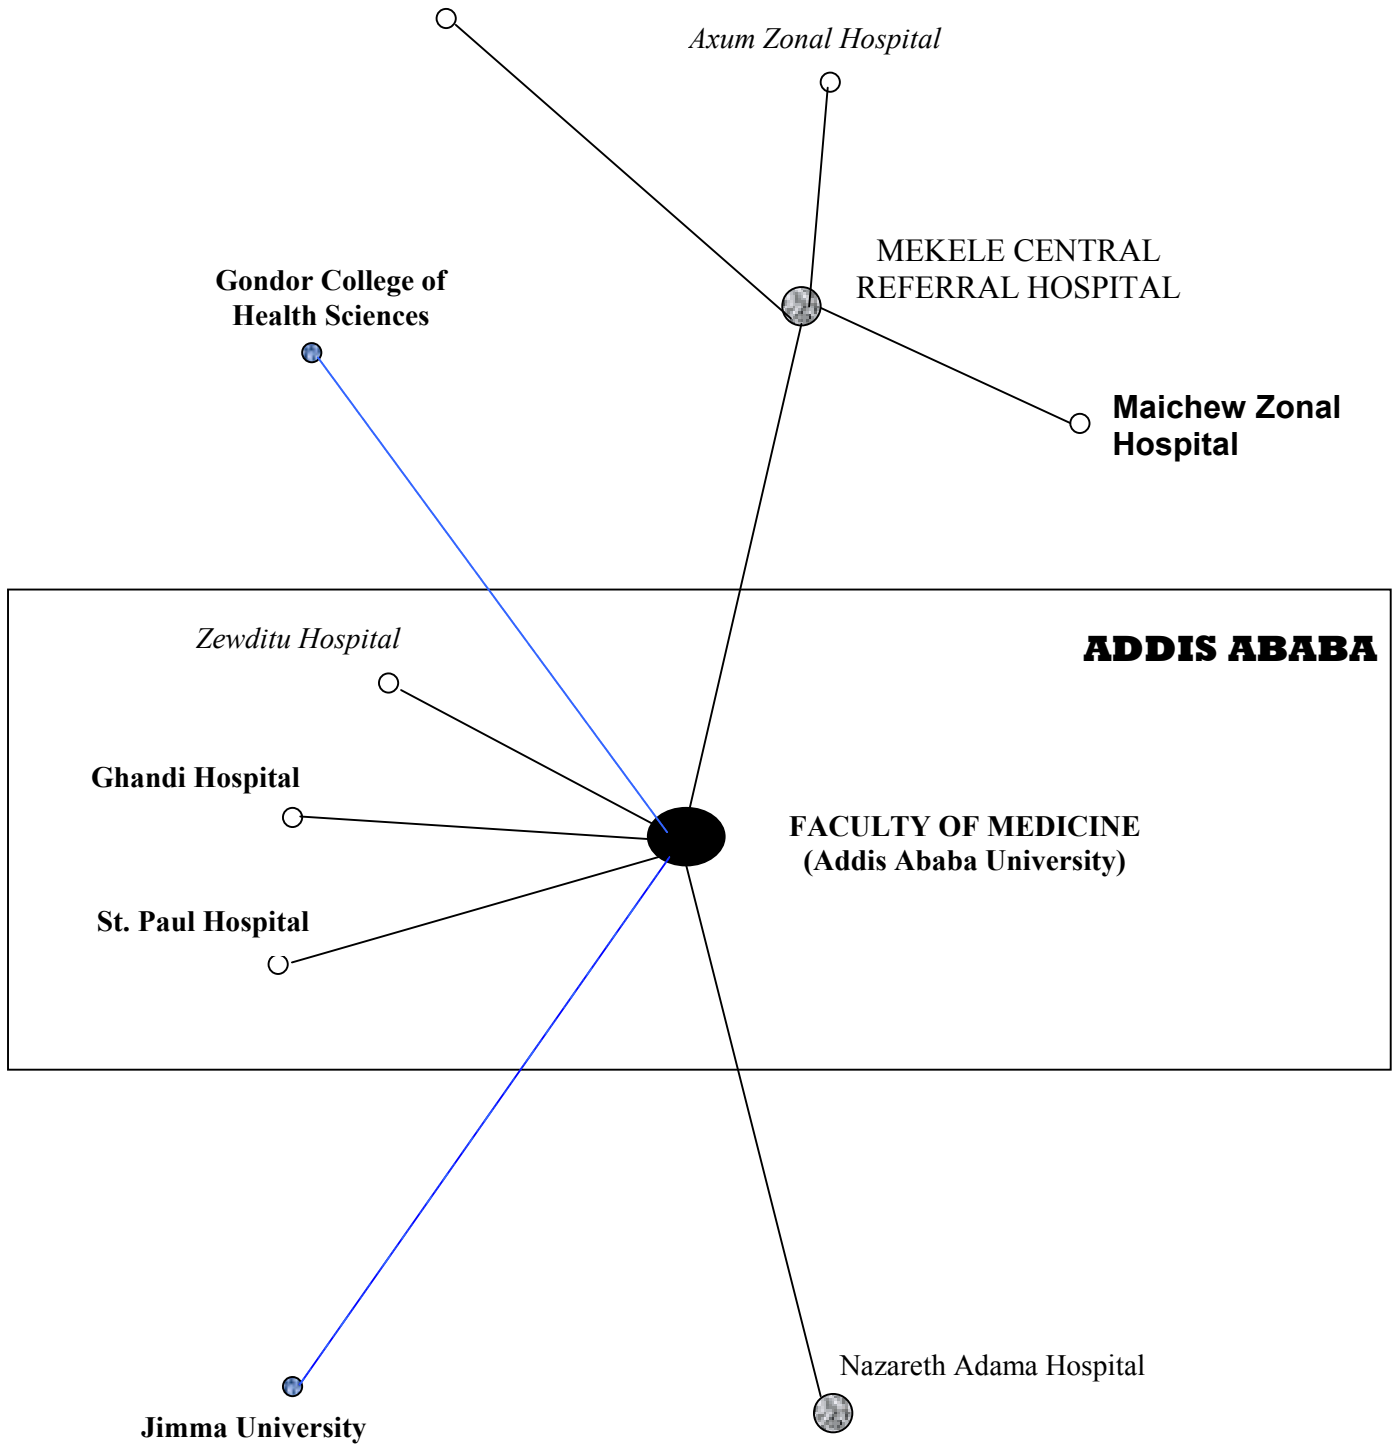 Axum Zonal Hospital
MEKELE CENTRAL
REFERRAL HOSPITAL
Gondor College of
Health Sciences
Maichew Zonal
Hospital
Zewditu Hospital
ADDIS ABABA
Ghandi Hospital
FACULTY OF MEDICINE
(Addis Ababa University)
St. Paul Hospital
Nazareth Adama Hospital
Jimma University